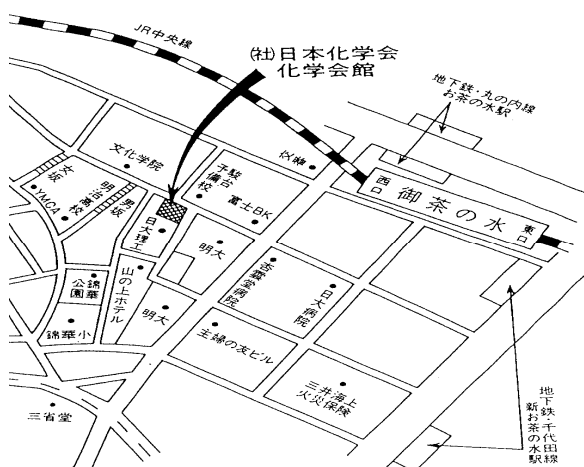 JR中央線
(社)日本化学会
化学会館
地下鉄・丸の内線
お茶の水駅
文化学院
駿台
予備校
富士BK
交番
西口
御茶の水
東口
女坂
YMCA
明治高校
男坂
日大理工
明大
杏雲堂病院
日大病院
錦華
公園
山の上ホテル
明大
錦華小
主婦の友ビル
三井海上
火災保険
三省堂
地下鉄・千代田線
新お茶の水駅